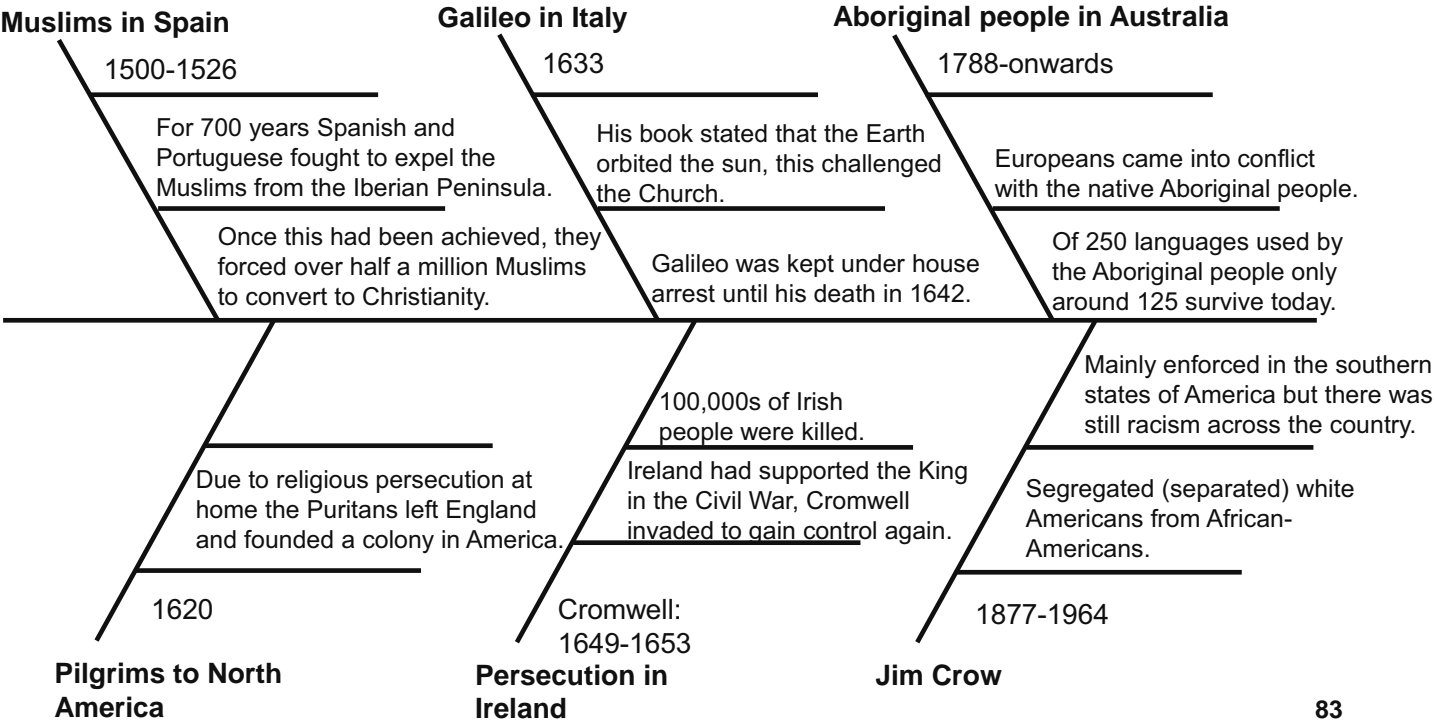 Muslims in Spain
1500-1526
For 700 years Spanish and
Portuguese fought to expel the
Muslims from the Iberian Peninsula.
Once this had been achieved, they
forced over half a million Muslims
to convert to Christianity.
Galileo in Italy
1633
His book stated that the Earth
orbited the sun, this challenged
the Church.
Galileo was kept under house
arrest until his death in 1642.
Aboriginal people in Australia
1788-onwards
Europeans came into conflict
with the native Aboriginal people.
Of 250 languages used by
the Aboriginal people only
around 125 survive today.
Due to religious persecution at
home the Puritans left England
and founded a colony in America.
1620
Pilgrims to North
America
100,000s of Irish
people were killed.
Ireland had supported the King
in the Civil War, Cromwell
invaded to gain control again.
Cromwell:
1649-1653
Persecution in
Ireland
Mainly enforced in the southern
states of America but there was
still racism across the country.
Segregated (separated) white
Americans from African-
Americans.
1877-1964
Jim Crow
83